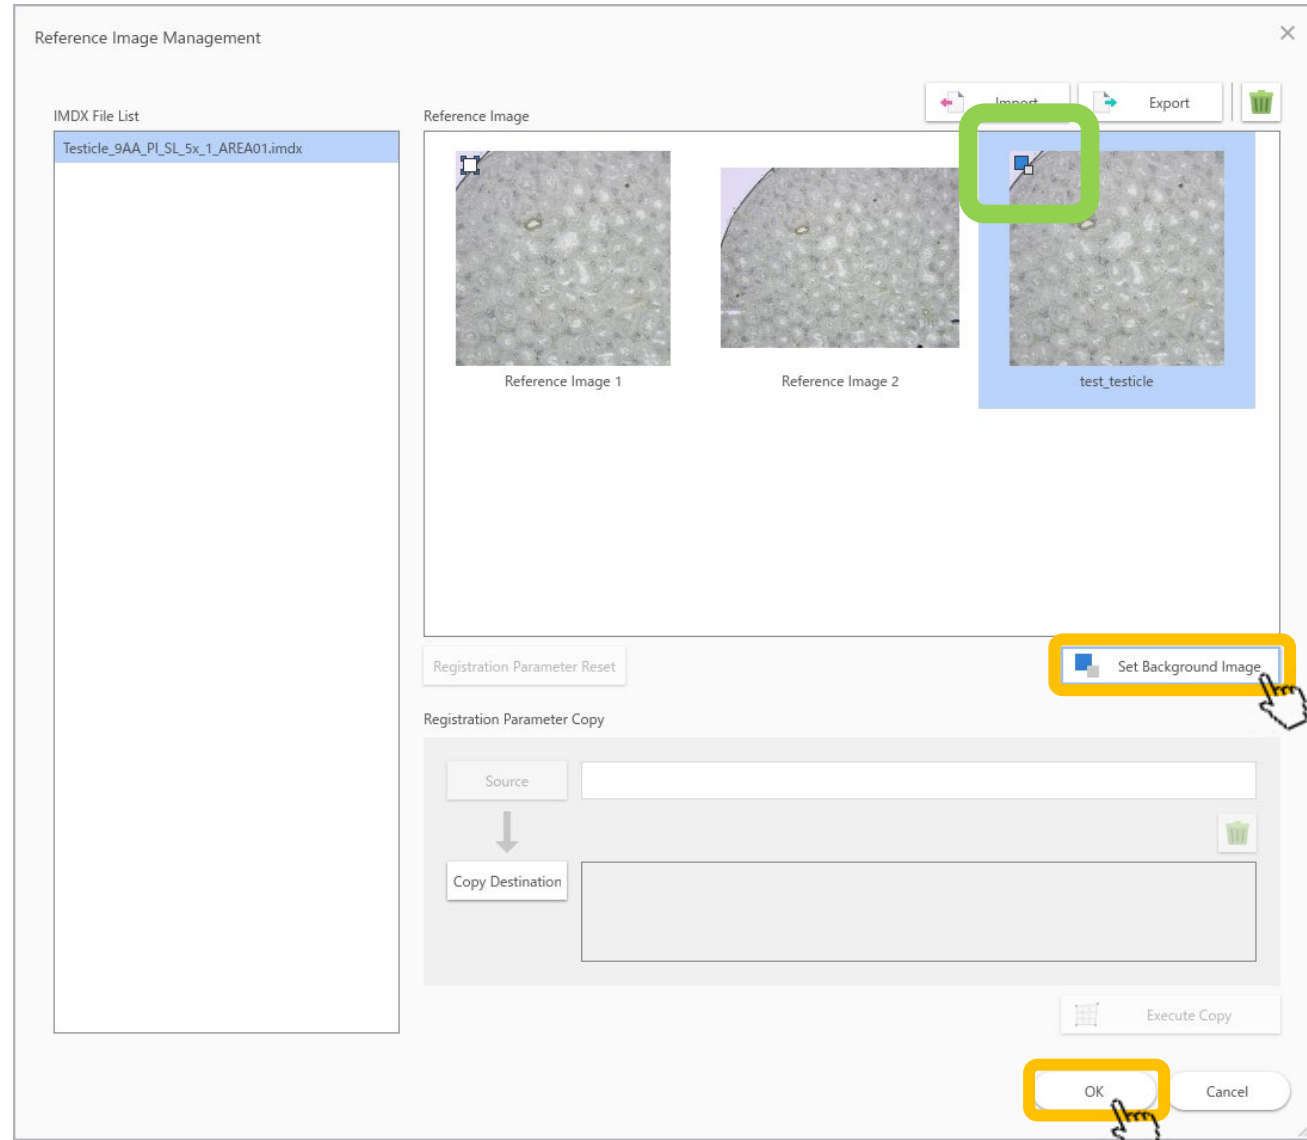 Reference Image Management
Import
Export
IMDX File List
Reference Image
Testicle_9AA_PI_SL_5x_1_AREA01.imdx
Reference Image 1
Reference Image 2
test_testicle
Registration Parameter Reset
Set Background Image
Registration Parameter Copy
Source
Copy Destination
Execute Copy
OK
Cancel